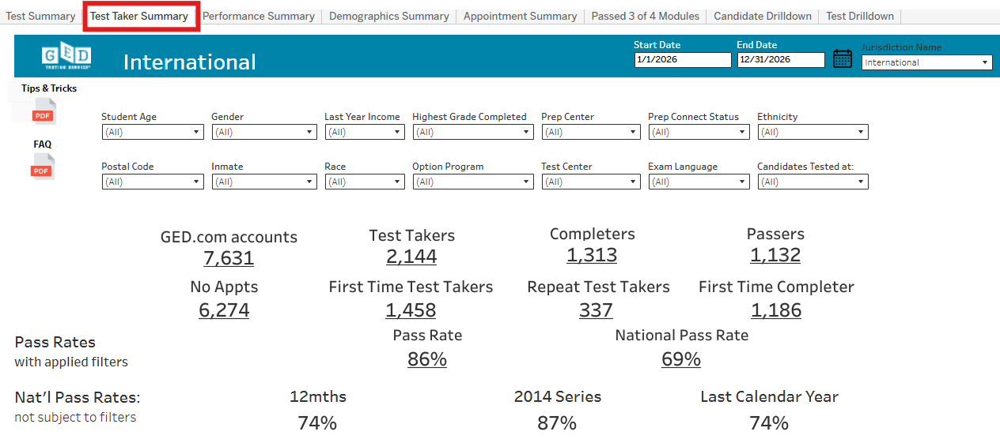 Test Summary Test Taker Summary Performance Summary Demographics Summary Appointment Summary Passed 3 of 4 Modules Candidate Drilldown Test Drilldown
GED
TESTING SERVICE
International
Start Date End Date Jurisdiction Name
1/1/2026 12/31/2026 International
Tips & Tricks
PDF
FAQ
PDF
Student Age Gender Last Year Income Highest Grade Completed Prep Center Prep Connect Status Ethnicity
(All) (All) (All) (All) (All) (All) (All)
Postal Code Inmate Race Option Program Test Center Exam Language Candidates Tested at:
(All) (All) (All) (All) (All) (All) (All)
GED.com accounts Test Takers Completers Passers
7,631 2,144 1,313 1,132
No Appts First Time Test Takers Repeat Test Takers First Time Completer
6,274 1,458 337 1,186
Pass Rates Pass Rate National Pass Rate
with applied filters 86% 69%
Nat'l Pass Rates: 12mths 2014 Series Last Calendar Year
not subject to filters 74% 87% 74%